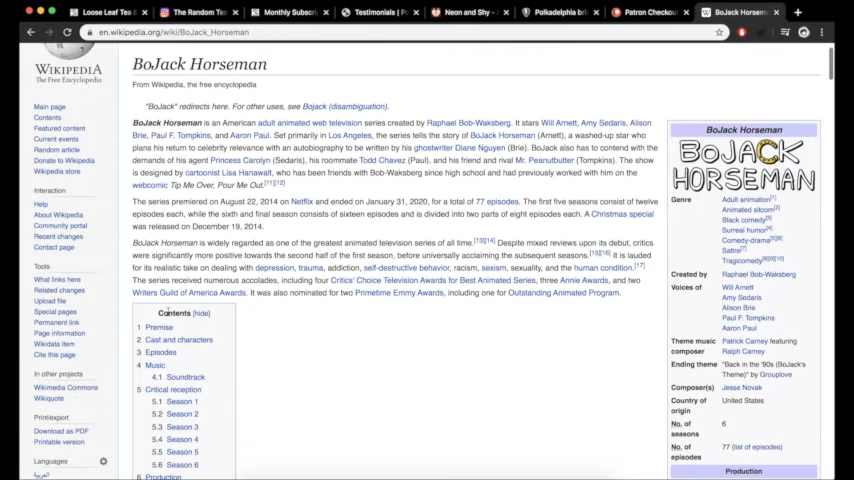 Loose Leaf Tea &
The Random Tea
Monthly Subscri
Testimonials | P
Neon and Shy -
Polkadelphia br
Patron Checkout
BoJack Horsem
en.wikipedia.org/wiki/BoJack_Horseman
WIKIPEDIA
The Free Encyclopedia
Main page
Contents
Featured content
Current events
Random article
Donate to Wikipedia
Wikipedia store
Interaction
Help
About Wikipedia
Community portal
Recent changes
Contact page
Tools
What links here
Related changes
Upload file
Special pages
Permanent link
Page information
Wikidata item
Cite this page
In other projects
Wikimedia Commons
Wikiquote
Print/export
Download as PDF
Printable version
Languages
العربية
BoJack Horseman
From Wikipedia, the free encyclopedia
"BoJack" redirects here. For other uses, see Bojack (disambiguation).
BoJack Horseman is an American adult animated web television series created by Raphael Bob-Waksberg. It stars Will Arnett, Amy Sedaris, Alison
Brie, Paul F. Tompkins, and Aaron Paul. Set primarily in Los Angeles, the series tells the story of BoJack Horseman (Arnett), a washed-up star who
plans his return to celebrity relevance with an autobiography to be written by his ghostwriter Diane Nguyen (Brie). BoJack also has to contend with the
demands of his agent Princess Carolyn (Sedaris), his roommate Todd Chavez (Paul), and his friend and rival Mr. Peanutbutter (Tompkins). The show
is designed by cartoonist Lisa Hanawalt, who has been friends with Bob-Waksberg since high school and had previously worked with him on the
webcomic Tip Me Over, Pour Me Out.[11][12]
The series premiered on August 22, 2014 on Netflix and ended on January 31, 2020, for a total of 77 episodes. The first five seasons consist of twelve
episodes each, while the sixth and final season consists of sixteen episodes and is divided into two parts of eight episodes each. A Christmas special
was released on December 19, 2014.
BoJack Horseman is widely regarded as one of the greatest animated television series of all time.[13][14] Despite mixed reviews upon its debut, critics
were significantly more positive towards the second half of the first season, before universally acclaiming the subsequent seasons.[15][16] It is lauded
for its realistic take on dealing with depression, trauma, addiction, self-destructive behavior, racism, sexism, sexuality, and the human condition.[17]
The series received numerous accolades, including four Critics' Choice Television Awards for Best Animated Series, three Annie Awards, and two
Writers Guild of America Awards. It was also nominated for two Primetime Emmy Awards, including one for Outstanding Animated Program.
Contents [hide]
1 Premise
2 Cast and characters
3 Episodes
4 Music
4.1 Soundtrack
5 Critical reception
5.1 Season 1
5.2 Season 2
5.3 Season 3
5.4 Season 4
5.5 Season 5
5.6 Season 6
6 Production
BoJack Horseman
BOJACK
HORSEMAN
Genre Adult animation[1]
Animated sitcom[2]
Black comedy[3]
Surreal humor[4]
Comedy-drama[5][6]
Satire[7]
Tragicomedy[8][9][10]
Created by Raphael Bob-Waksberg
Voices of Will Arnett
Amy Sedaris
Alison Brie
Paul F. Tompkins
Aaron Paul
Theme music Patrick Carney featuring
composer Ralph Carney
Ending theme "Back in the '90s (BoJack's
Theme)" by Grouplove
Composer(s) Jesse Novak
Country of United States
origin
No. of 6
seasons
No. of 77 (list of episodes)
episodes
Production